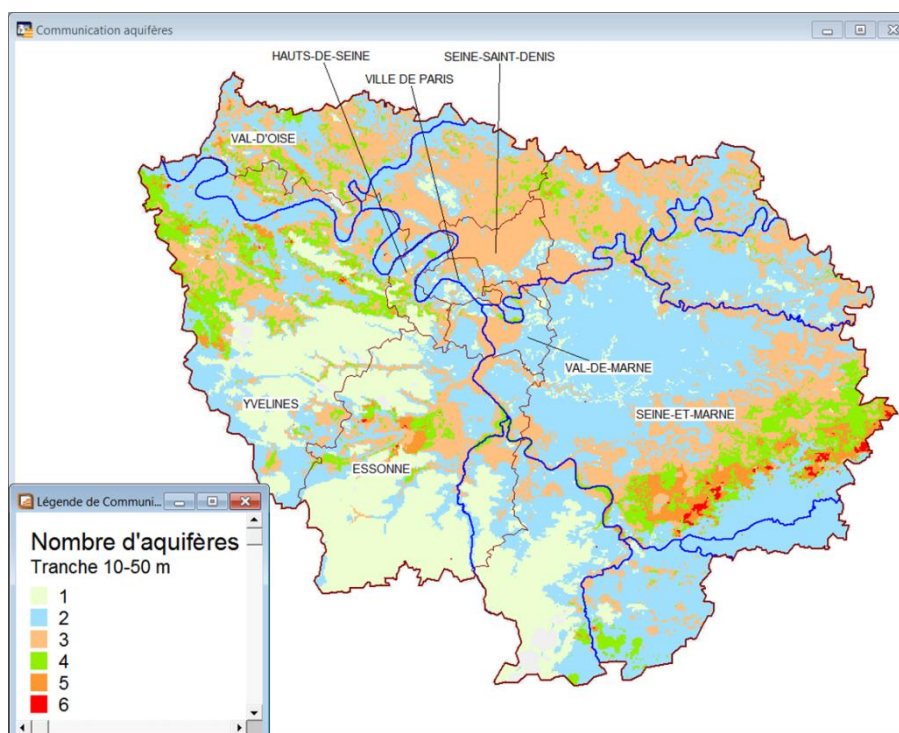 Communication aquifères
HAUTS-DE-SEINE
SEINE-SAINT-DENIS
VILLE DE PARIS
VAL-D'OISE
VAL-DE-MARNE
YVELINES
SEINE-ET-MARNE
ESSONNE
Légende de Communi...
Nombre d'aquifères
Tranche 10-50 m
1
2
3
4
5
6